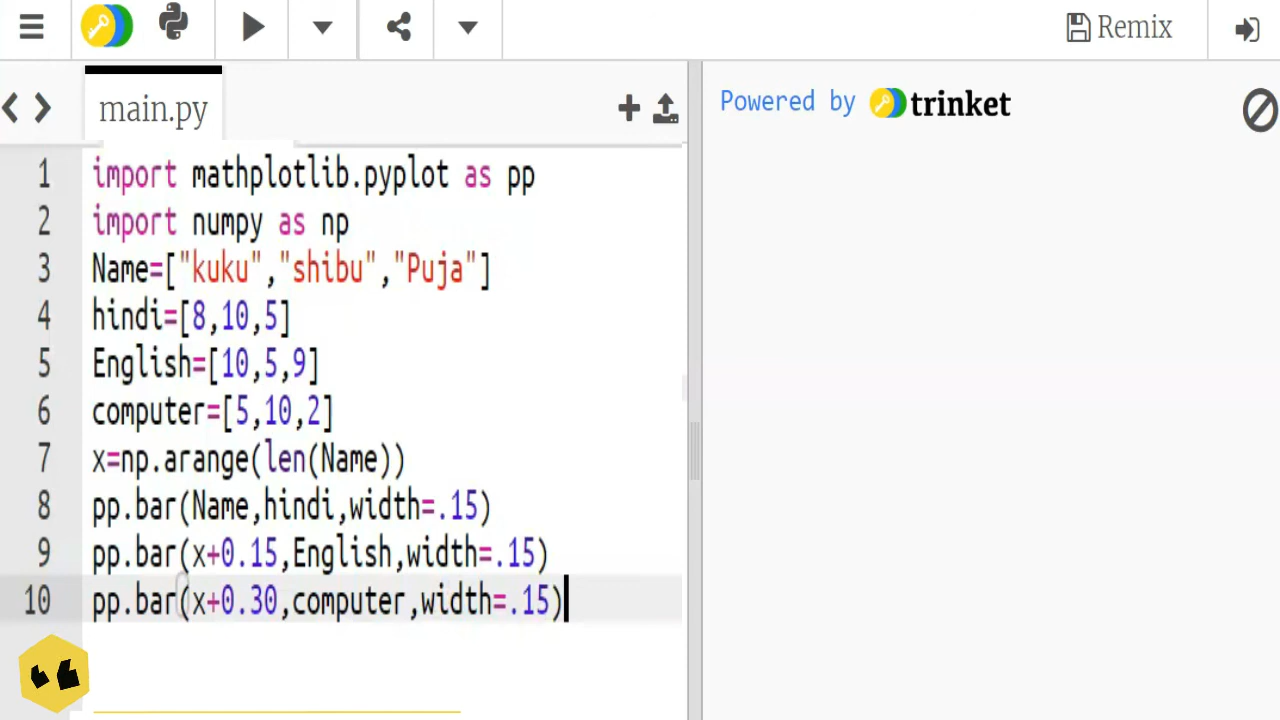 Remix
main.py
Powered by trinket
1 import mathplotlib.pyplot as pp
2 import numpy as np
3 Name=["kuku","shibu","Puja"]
4 hindi=[8,10,5]
5 English=[10,5,9]
6 computer=[5,10,2]
7 x=np.arange(len(Name))
8 pp.bar(Name,hindi,width=.15)
9 pp.bar(x+0.15,English,width=.15)
10 pp.bar(x+0.30,computer,width=.15)